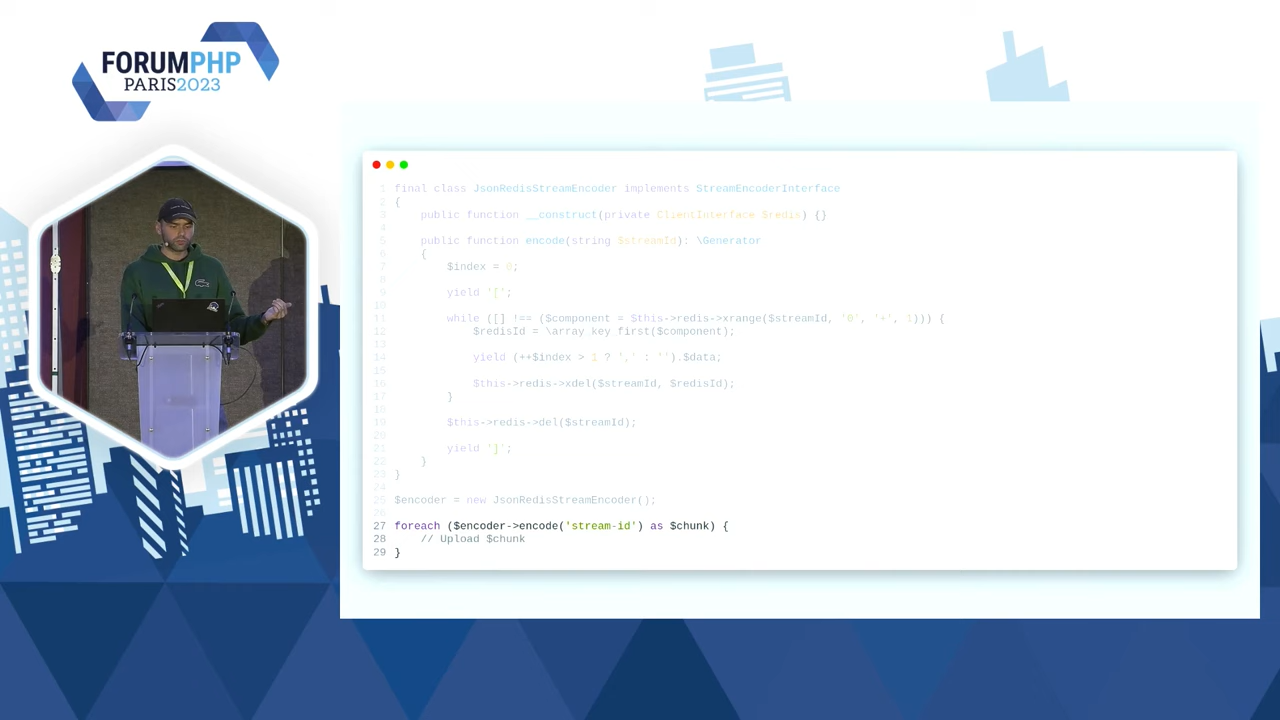 FORUMPHP
PARIS2023
1 final class JsonRedisStreamEncoder implements StreamEncoderInterface
2 {
3     public function __construct(private ClientInterface $redis) {}
4
5     public function encode(string $streamId): \Generator
6     {
7         $index = 0;
8
9         yield '[';
10
11         while ([] !== ($component = $this->redis->xrange($streamId, '0', '+', 1))) {
12             $redisId = \array_key_first($component);
13
14             yield (++$index > 1 ? ',' : '').$data;
15
16             $this->redis->xdel($streamId, $redisId);
17         }
18
19         $this->redis->del($streamId);
20
21         yield ']';
22     }
23 }
24
25 $encoder = new JsonRedisStreamEncoder();
26
27 foreach ($encoder->encode('stream-id') as $chunk) {
28     // Upload $chunk
29 }